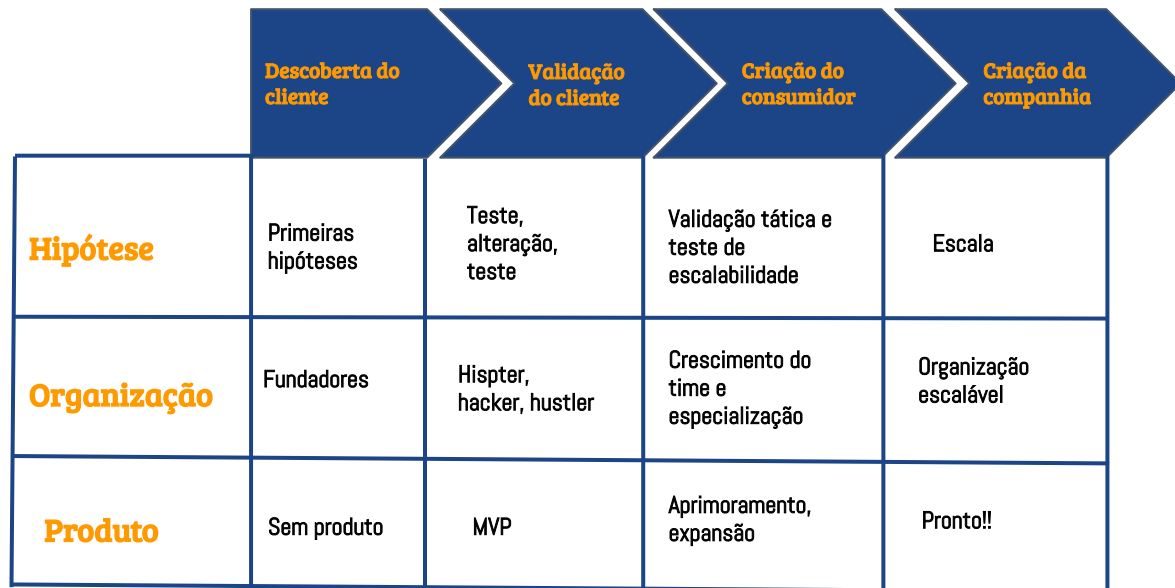 Descoberta do
cliente
Validação
do cliente
Criação do
consumidor
Criação da
companhia
Hipótese
Primeiras
hipóteses
Teste,
alteração,
teste
Validação tática e
teste de
escalabilidade
Escala
Organização
Fundadores
Hispter,
hacker, hustler
Crescimento do
time e
especialização
Organização
escalável
Produto
Sem produto
MVP
Aprimoramento,
expansão
Pronto!!